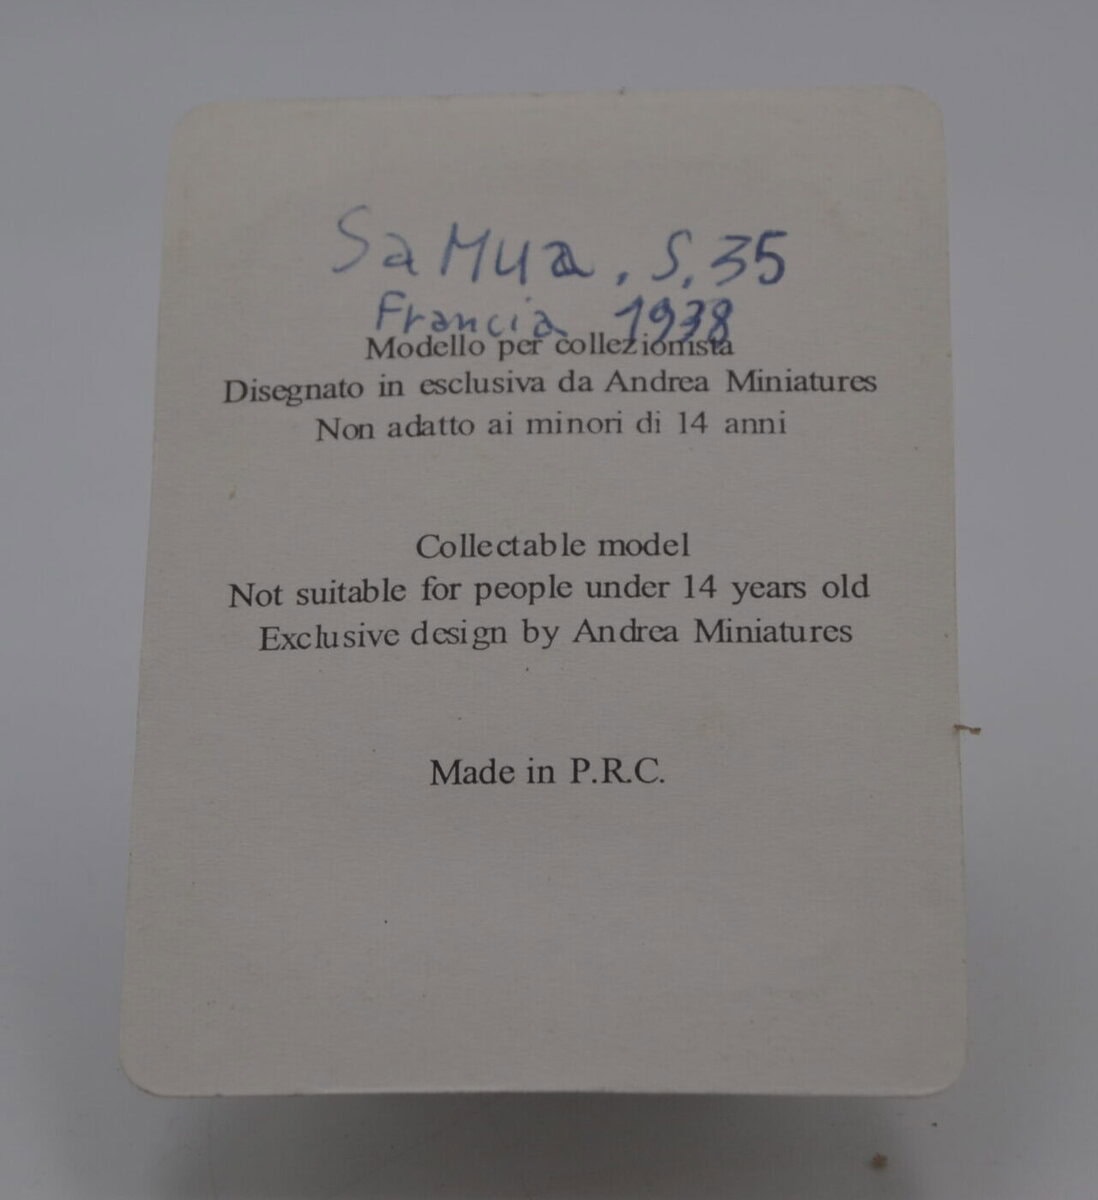 SaMua, S, 35
Francia 1938
Modello per collezionista
Disegnato in esclusiva da Andrea Miniatures
Non adatto ai minori di 14 anni
Collectable model
Not suitable for people under 14 years old
Exclusive design by Andrea Miniatures
Made in P.R.C.